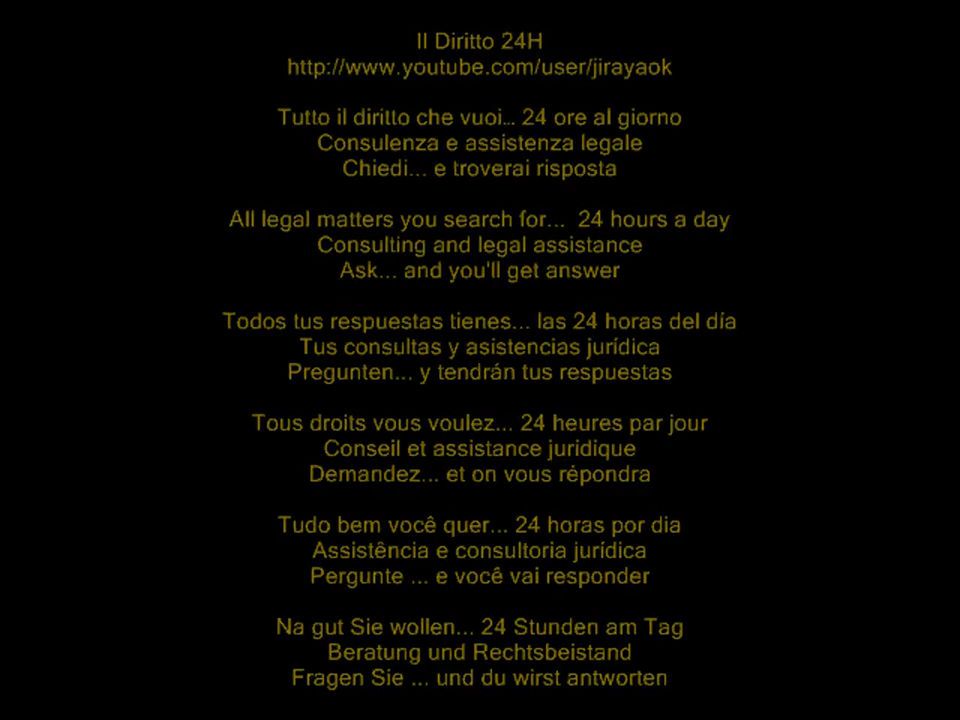 Il Diritto 24H
http://www.youtube.com/user/jirayaok
Tutto il diritto che vuoi... 24 ore al giorno
Consulenza e assistenza legale
Chiedi... e troverai risposta
All legal matters you search for... 24 hours a day
Consulting and legal assistance
Ask... and you'll get answer
Todos tus respuestas tienes... las 24 horas del día
Tus consultas y asistencias jurídica
Pregunten... y tendrán tus respuestas
Tous droits vous voulez... 24 heures par jour
Conseil et assistance juridique
Demandez... et on vous répondra
Tudo bem você quer... 24 horas por dia
Assistência e consultoria jurídica
Pergunte ... e você vai responder
Na gut Sie wollen... 24 Stunden am Tag
Beratung und Rechtsbeistand
Fragen Sie ... und du wirst antworten